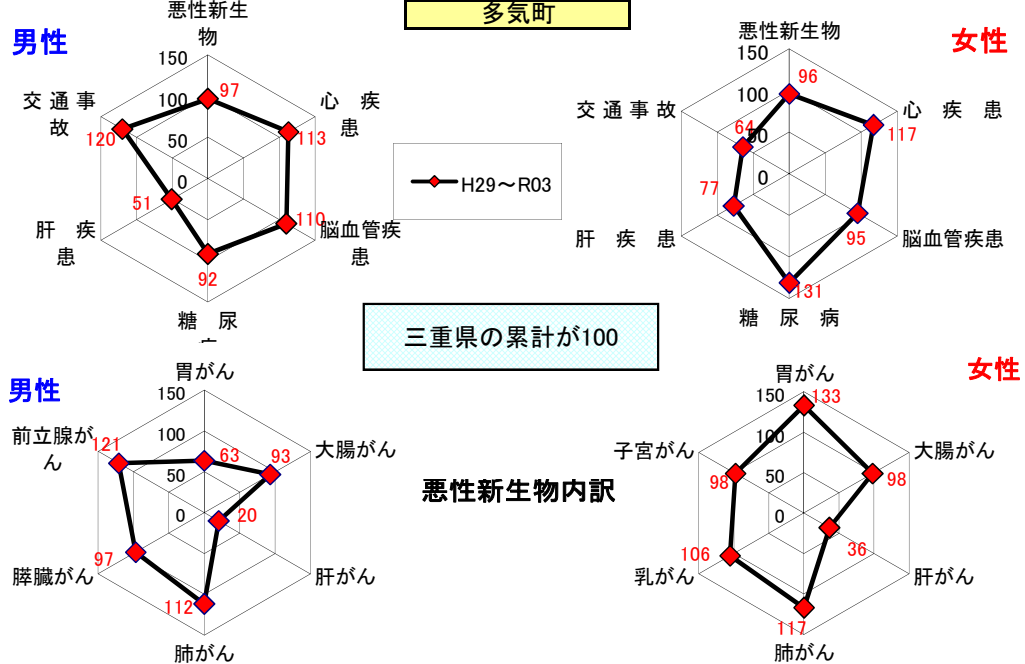 多気町
男性
悪性新生
物
150
100
50
0
97
心 疾
患
113
110
脳血管疾
患
92
糖 尿
肝 疾
患
51
交 通 事
故
120
H29～R03
女性
悪性新生物
150
100
50
0
96
心 疾 患
117
95
脳血管疾患
131
糖 尿 病
肝 疾 患
77
交 通 事 故
64
三重県の累計が100
男性
胃がん
150
100
50
0
63
大腸がん
93
20
肝がん
112
肺がん
膵臓がん
97
前立腺が
ん
121
悪性新生物内訳
女性
胃がん
150
100
50
0
133
大腸がん
98
36
肝がん
117
肺がん
乳がん
106
子宮がん
98